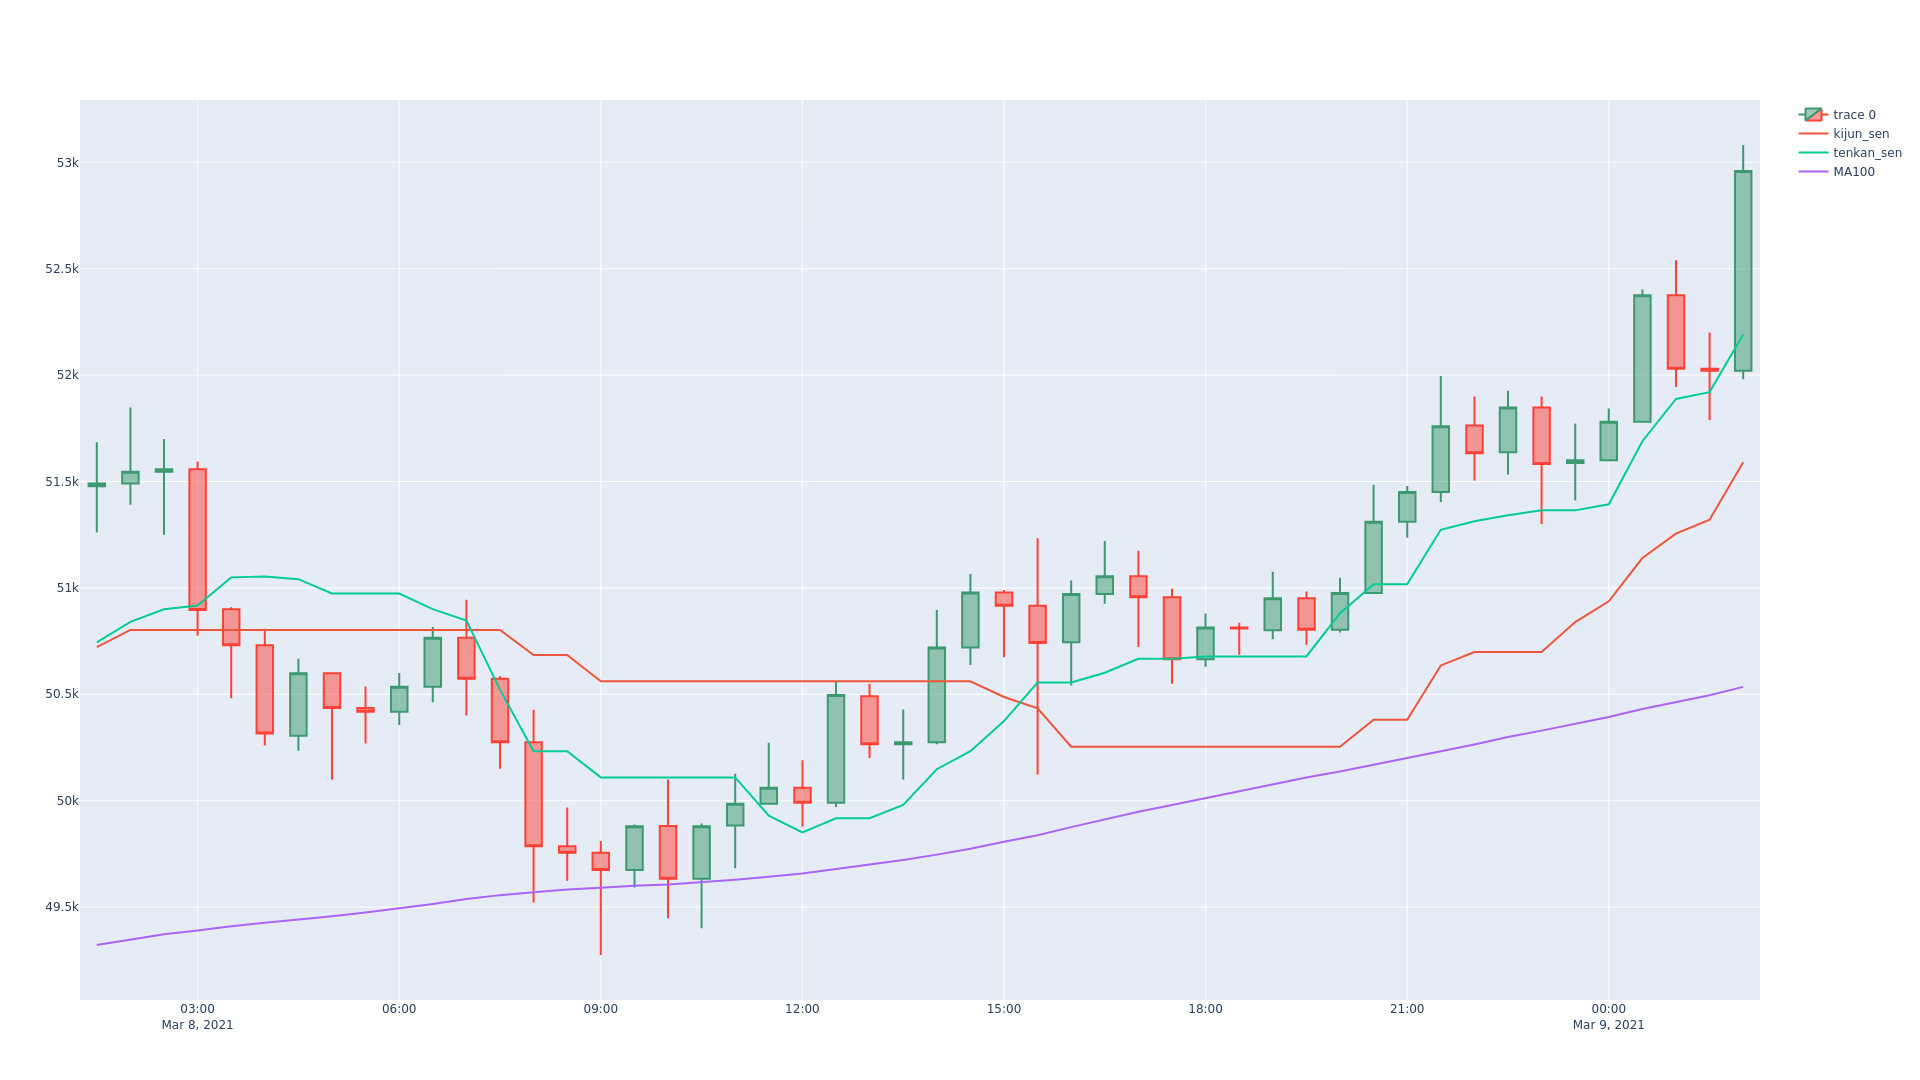 trace 0
kijun_sen
tenkan_sen
MA100
53k
52.5k
52k
51.5k
51k
50.5k
50k
49.5k
03:00 06:00 09:00 12:00 15:00 18:00 21:00 00:00
Mar 8, 2021 Mar 9, 2021